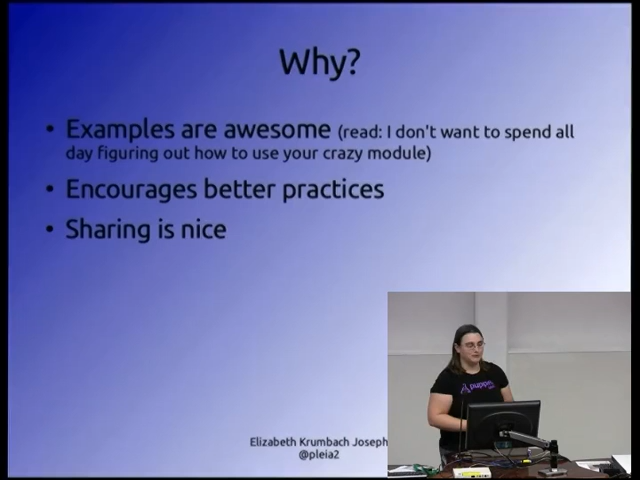 Why?
• Examples are awesome (read: I don't want to spend all
day figuring out how to use your crazy module)
• Encourages better practices
• Sharing is nice
Elizabeth Krumbach Joseph
@pleia2
puppet